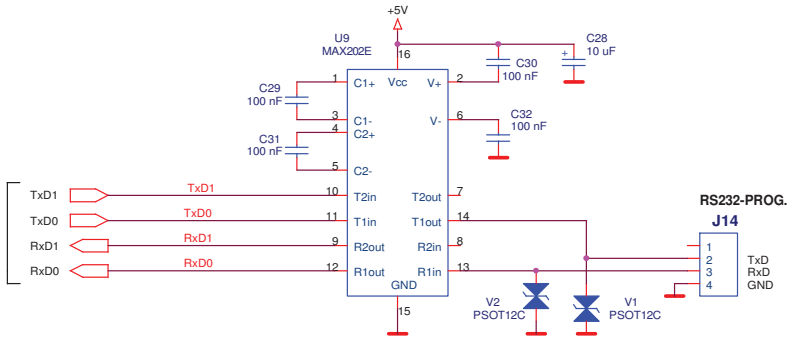 +5V
U9
MAX202E
16
C28
10 uF
C30
100 nF
C29
100 nF
1
C1+
Vcc
V+
2
3
C1-
4
C2+
V-
6
C32
100 nF
C31
100 nF
5
C2-
TxD1
TxD1
10
T2in
T2out
7
TxD0
TxD0
11
T1in
T1out
14
RxD1
RxD1
9
R2out
R2in
8
RxD0
RxD0
12
R1out
R1in
13
GND
15
RS232-PROG.
J14
1
2
TxD
3
RxD
4
GND
V2
PSOT12C
V1
PSOT12C